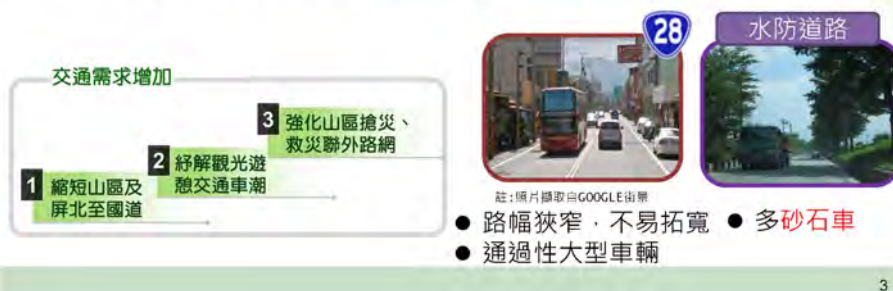 交通需求增加
1 縮短山區及
屏北至國道
2 紓解觀光遊
憩交通車潮
3 強化山區搶災、
救災聯外路網
28
水防道路
註:照片擷取自GOOGLE街景
● 路幅狹窄,不易拓寬
● 通過性大型車輛
● 多砂石車
3